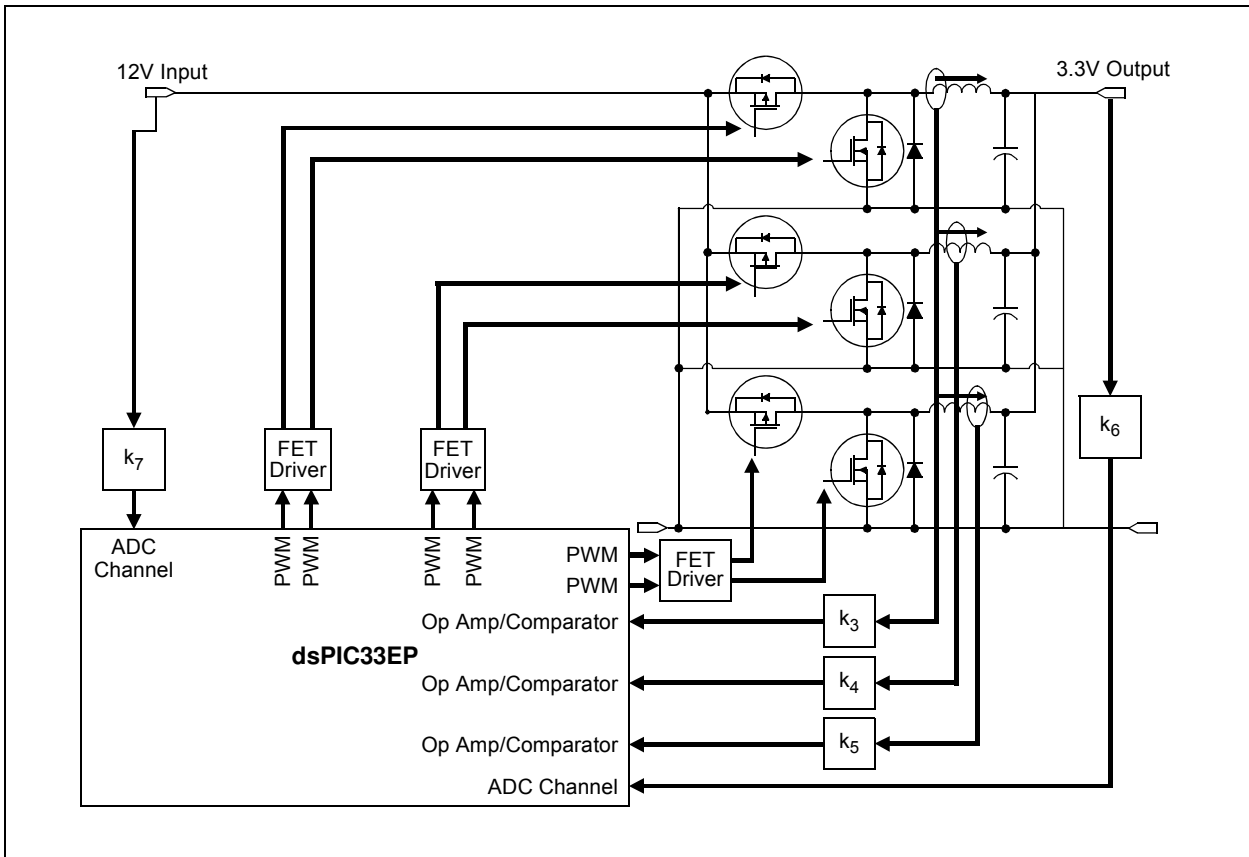 12V Input
3.3V Output
k7
FET
Driver
FET
Driver
k6
ADC
Channel
PWM
PWM
PWM
PWM
PWM
PWM
FET
Driver
Op Amp/Comparator
k3
dsPIC33EP
Op Amp/Comparator
k4
Op Amp/Comparator
k5
ADC Channel